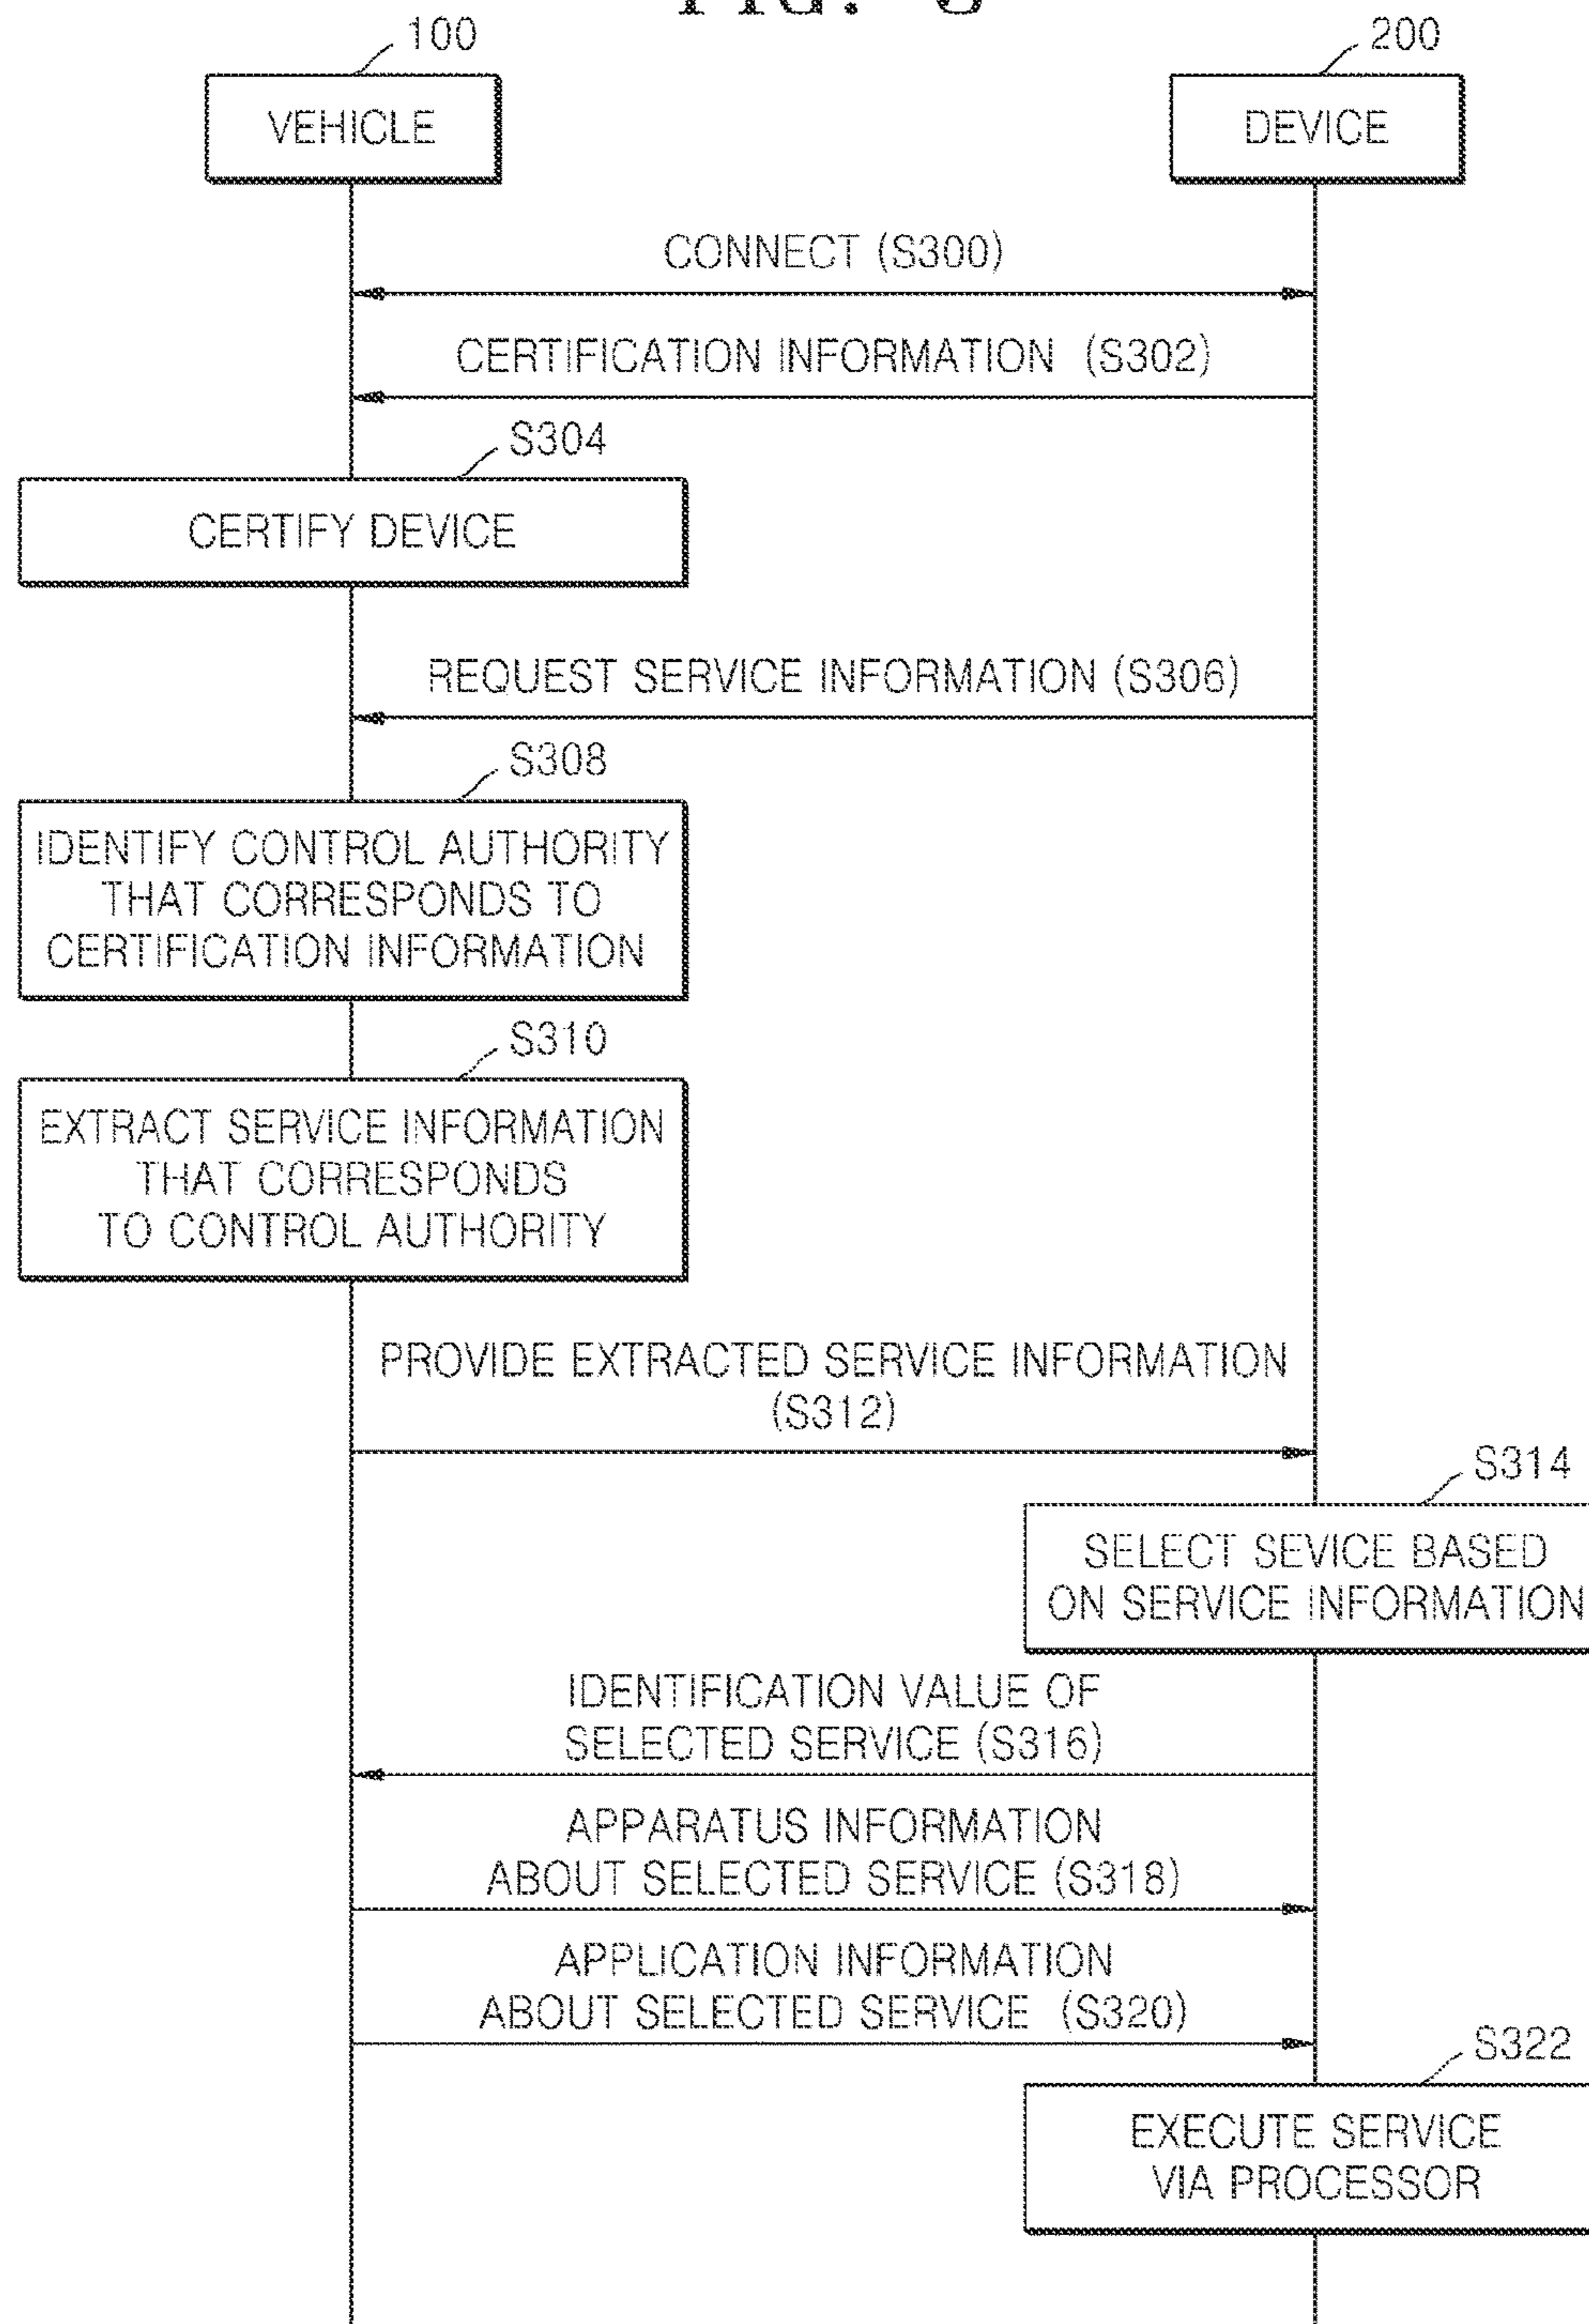 100
200
VEHICLE
DEVICE
CONNECT (S300)
CERTIFICATION INFORMATION (S302)
S304
CERTIFY DEVICE
REQUEST SERVICE INFORMATION (S306)
S308
IDENTIFY CONTROL AUTHORITY
THAT CORRESPONDS TO
CERTIFICATION INFORMATION
S310
EXTRACT SERVICE INFORMATION
THAT CORRESPONDS
TO CONTROL AUTHORITY
PROVIDE EXTRACTED SERVICE INFORMATION
(S312)
S314
SELECT SEVICE BASED
ON SERVICE INFORMATION
IDENTIFICATION VALUE OF
SELECTED SERVICE (S316)
APPARATUS INFORMATION
ABOUT SELECTED SERVICE (S318)
APPLICATION INFORMATION
ABOUT SELECTED SERVICE (S320)
S322
EXECUTE SERVICE
VIA PROCESSOR